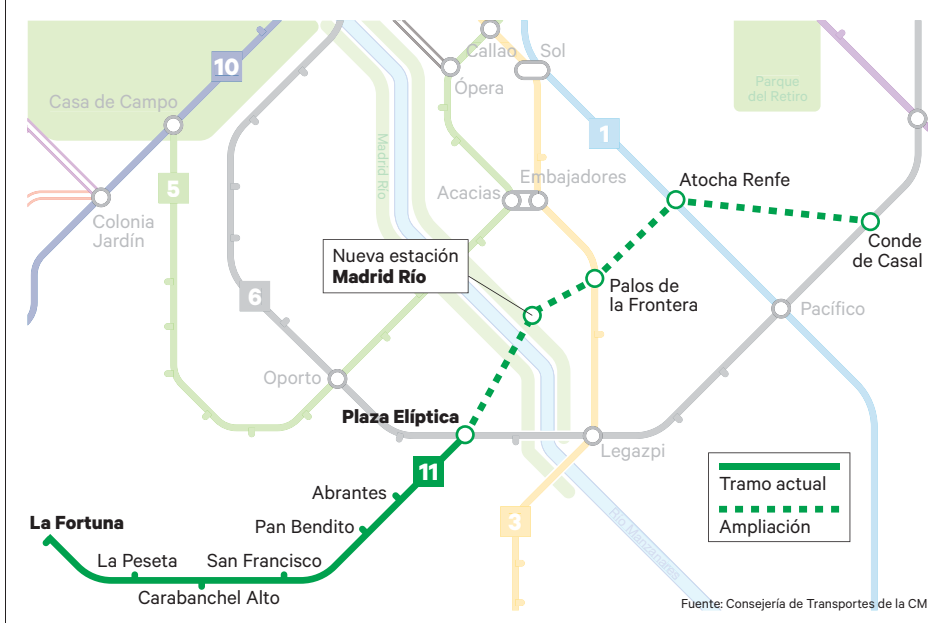 Callao
Sol
10
Ópera
Parque
del Retiro
Casa de Campo
1
Madrid Río
5
Embajadores
Atocha Renfe
Acacias
Colonia
Jardín
Conde
de Casal
Nueva estación
Madrid Río
Palos de
la Frontera
6
Pacífico
Oporto
Plaza Elíptica
Legazpi
11
Tramo actual
Abrantes
Ampliación
La Fortuna
Pan Bendito
3
Río Manzanares
La Peseta
San Francisco
Carabanchel Alto
Fuente: Consejería de Transportes de la CM